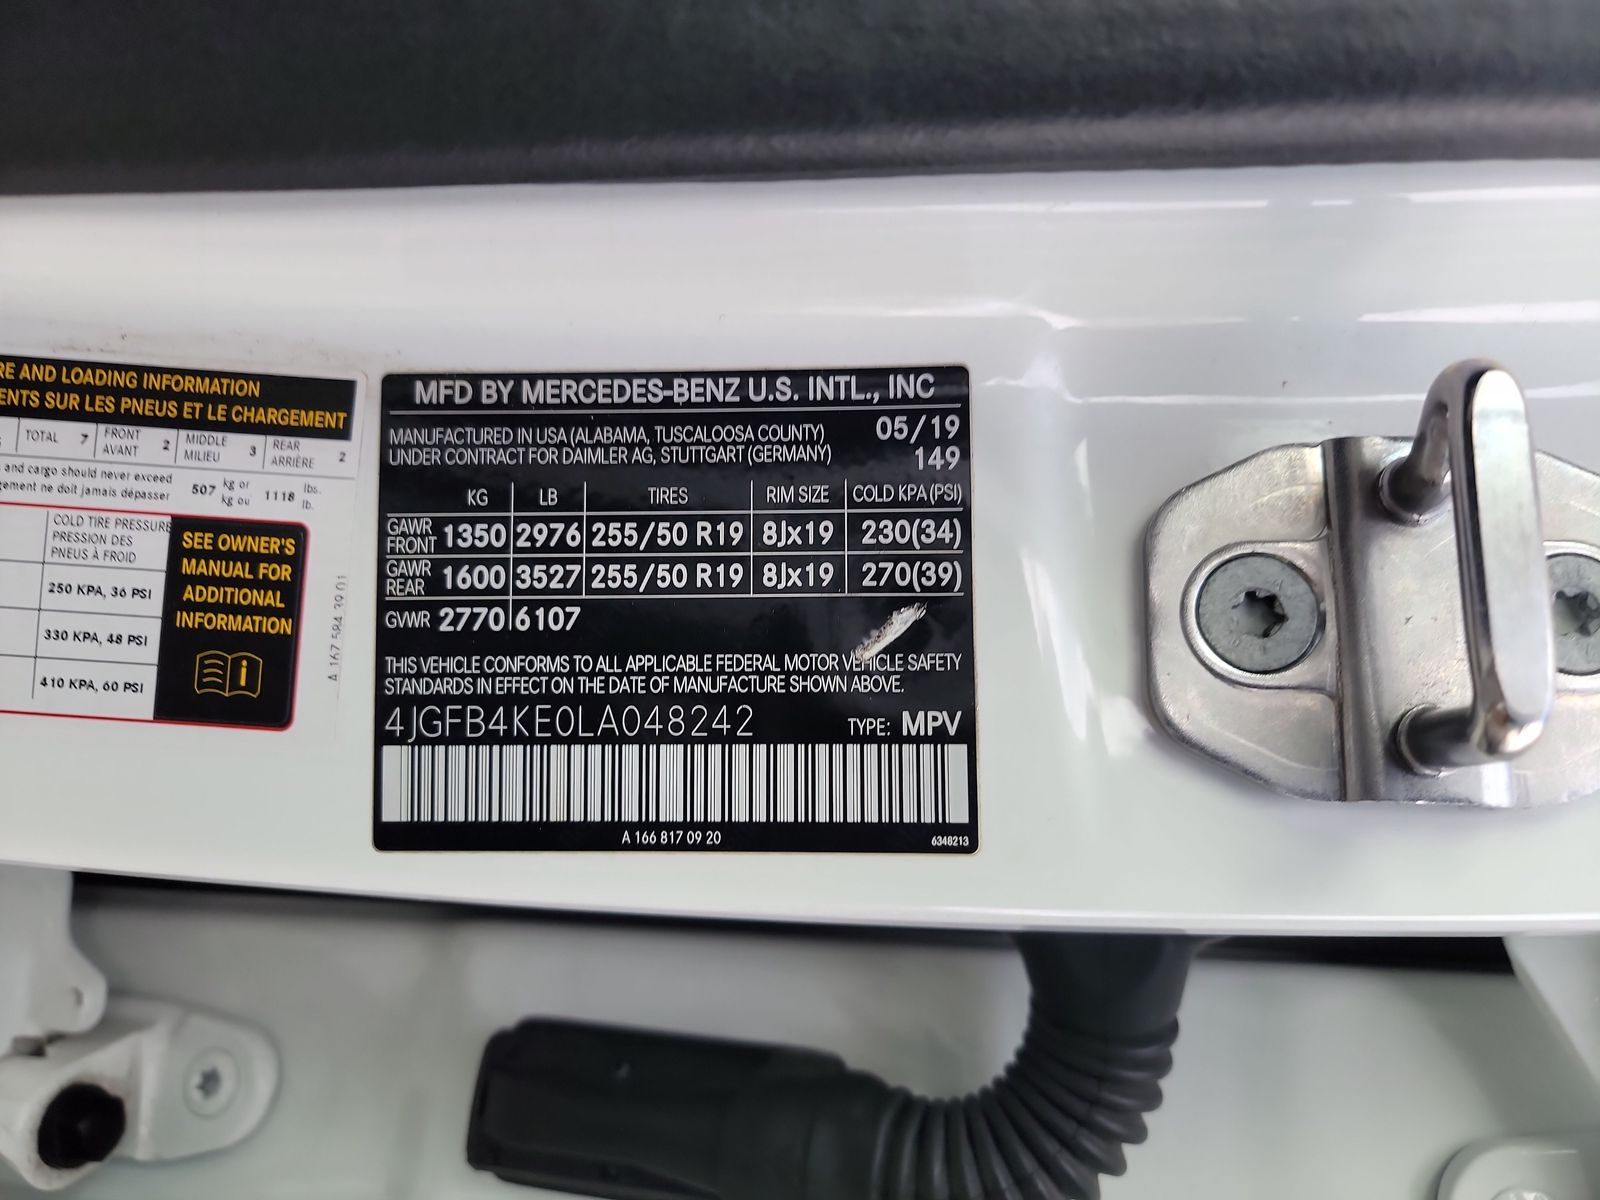 RE AND LOADING INFORMATION
ENTS SUR LES PNEUS ET LE CHARGEMENT
TOTAL 7 FRONT AVANT 2 MIDDLE MILIEU 3 REAR ARRIÈRE 2
and cargo should never exceed 507 kg or 1118 lbs.
gement ne doit jamais dépasser kg ou lb.
COLD TIRE PRESSURE
PRESSION DES
PNEUS À FROID
250 KPA, 36 PSI
330 KPA, 48 PSI
410 KPA, 60 PSI
SEE OWNER'S
MANUAL FOR
ADDITIONAL
INFORMATION
i
A 167 584 39 01
MFD BY MERCEDES-BENZ U.S. INTL., INC
MANUFACTURED IN USA (ALABAMA, TUSCALOOSA COUNTY) 05/19
UNDER CONTRACT FOR DAIMLER AG, STUTTGART (GERMANY) 149
KG LB TIRES RIM SIZE COLD KPA (PSI)
GAWR FRONT 1350 2976 255/50 R19 8Jx19 230(34)
GAWR REAR 1600 3527 255/50 R19 8Jx19 270(39)
GVWR 2770 6107
THIS VEHICLE CONFORMS TO ALL APPLICABLE FEDERAL MOTOR VEHICLE SAFETY
STANDARDS IN EFFECT ON THE DATE OF MANUFACTURE SHOWN ABOVE.
4JGFB4KE0LA048242 TYPE: MPV
A 166 817 09 20 6348213